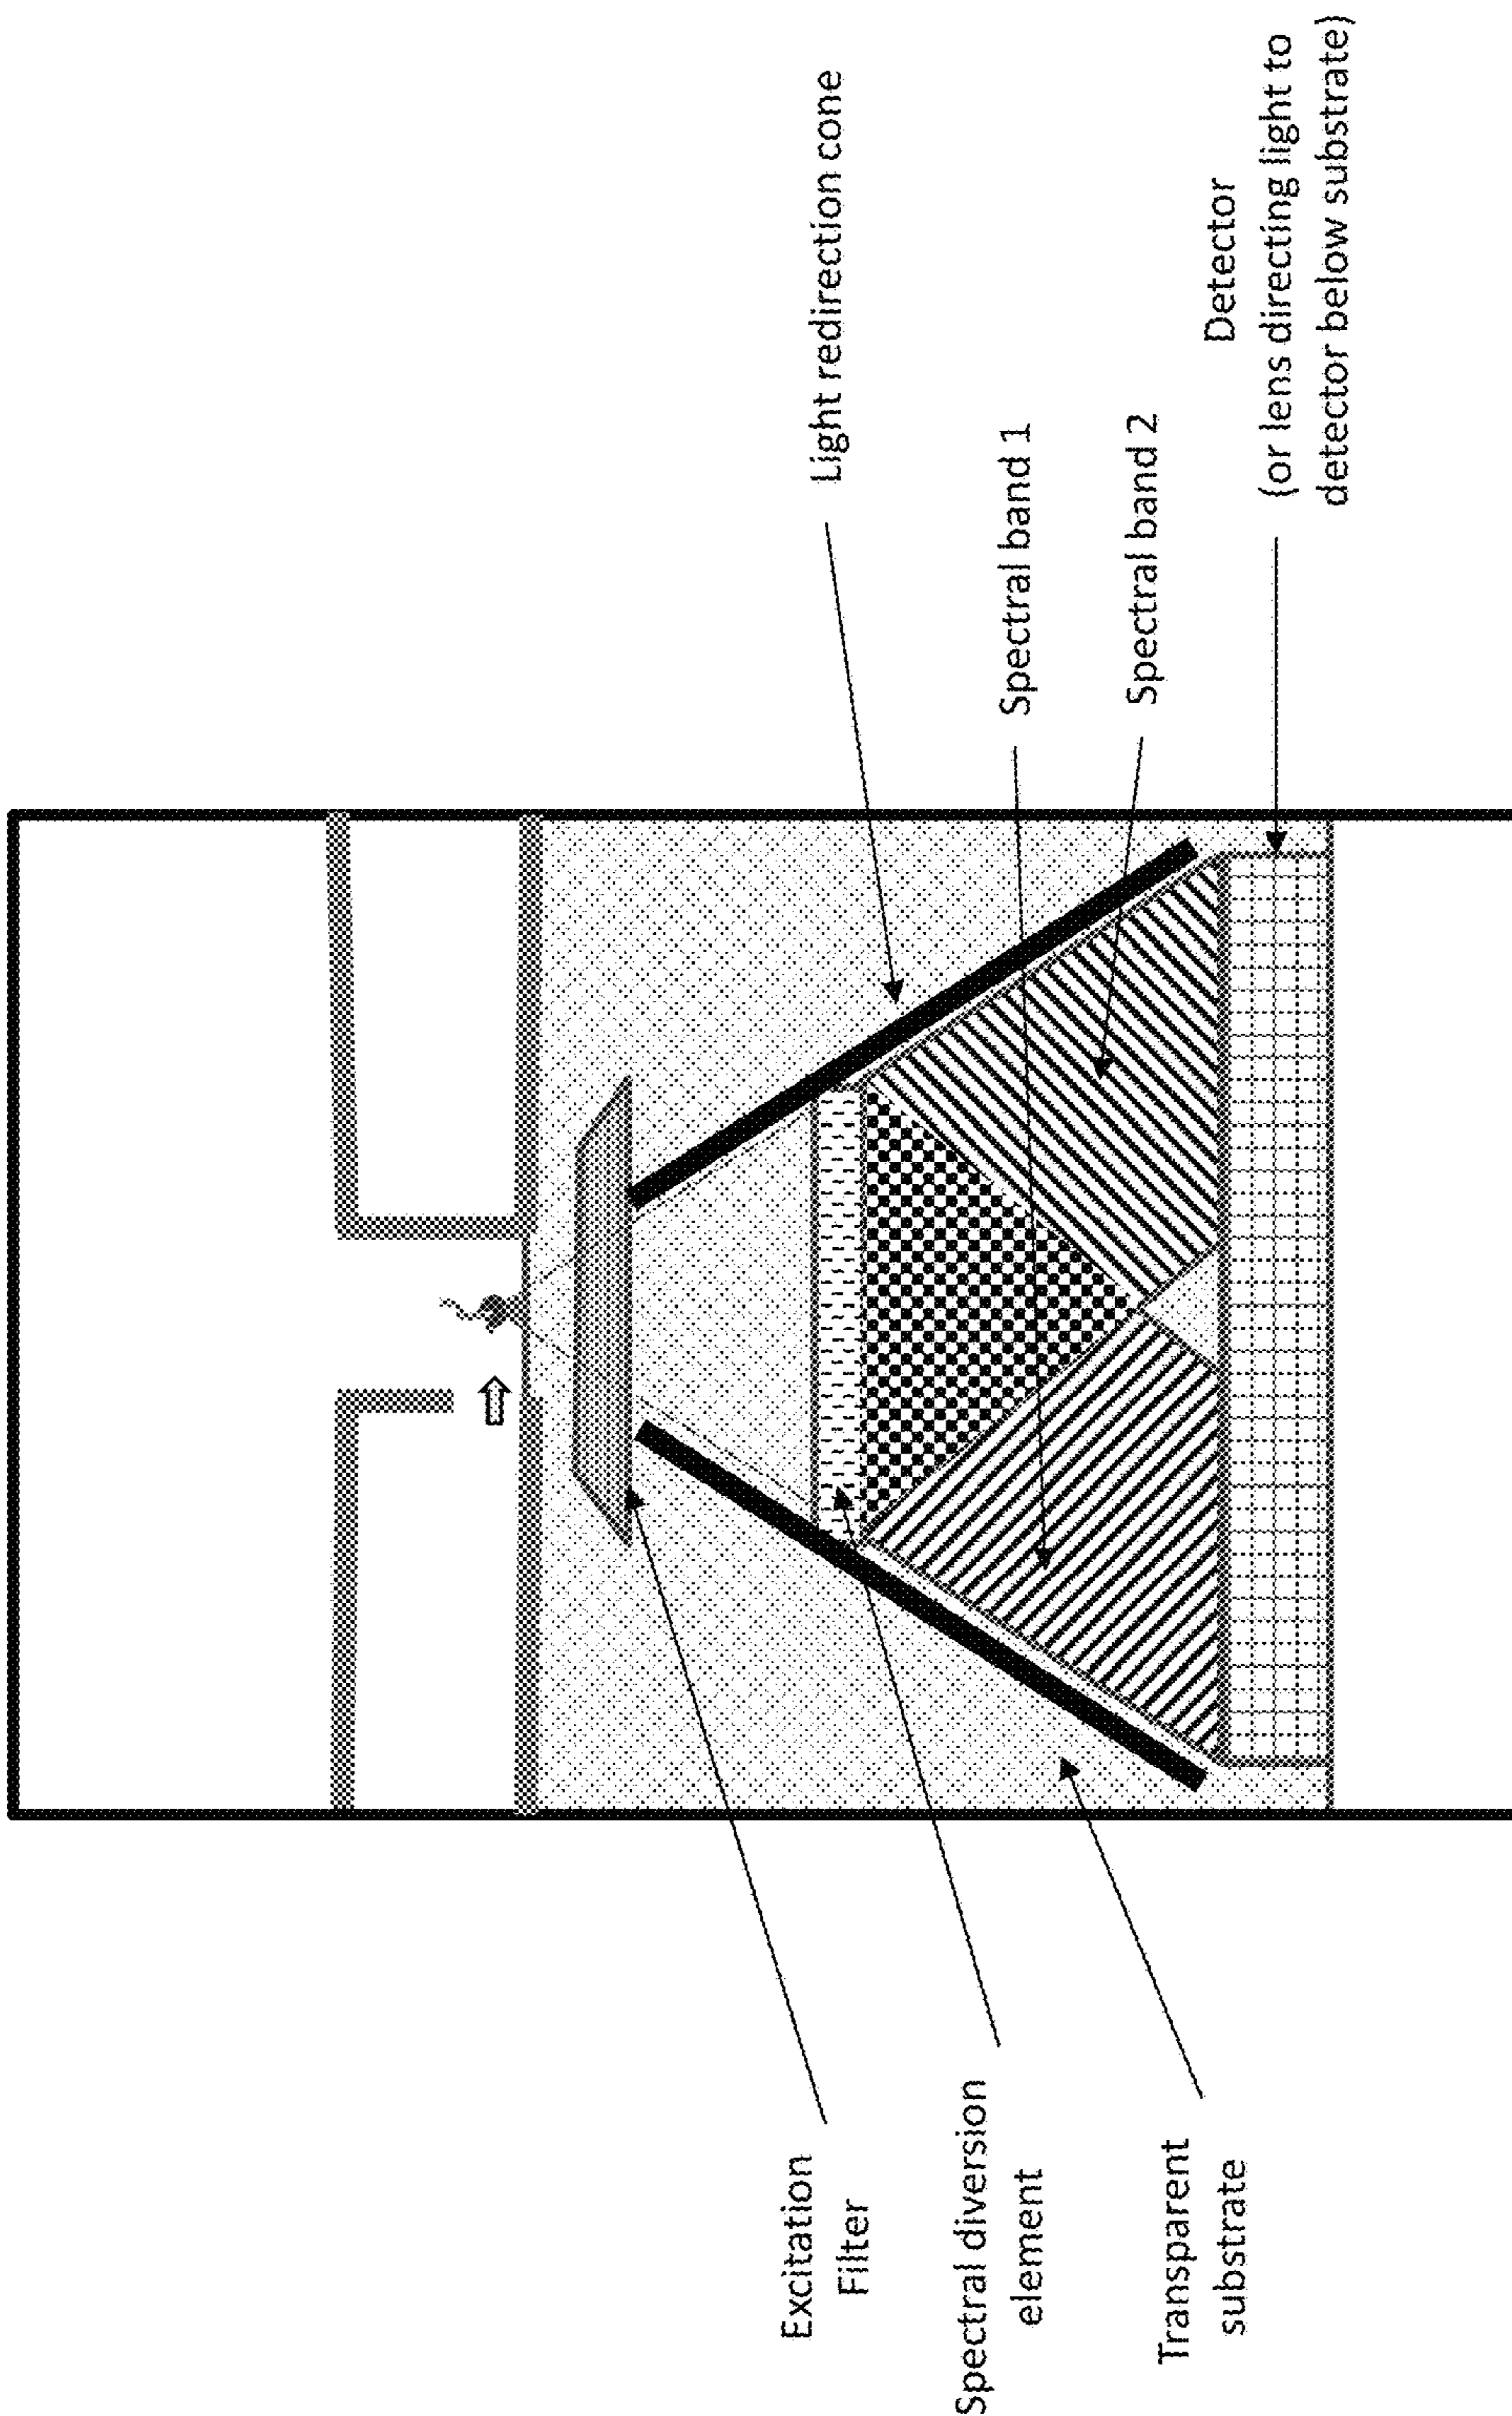 Light redirection cone
Spectral band 1
Spectral band 2
Detector
(or lens directing light to
detector below substrate)
Excitation
Filter
Spectral diversion
element
Transparent
substrate